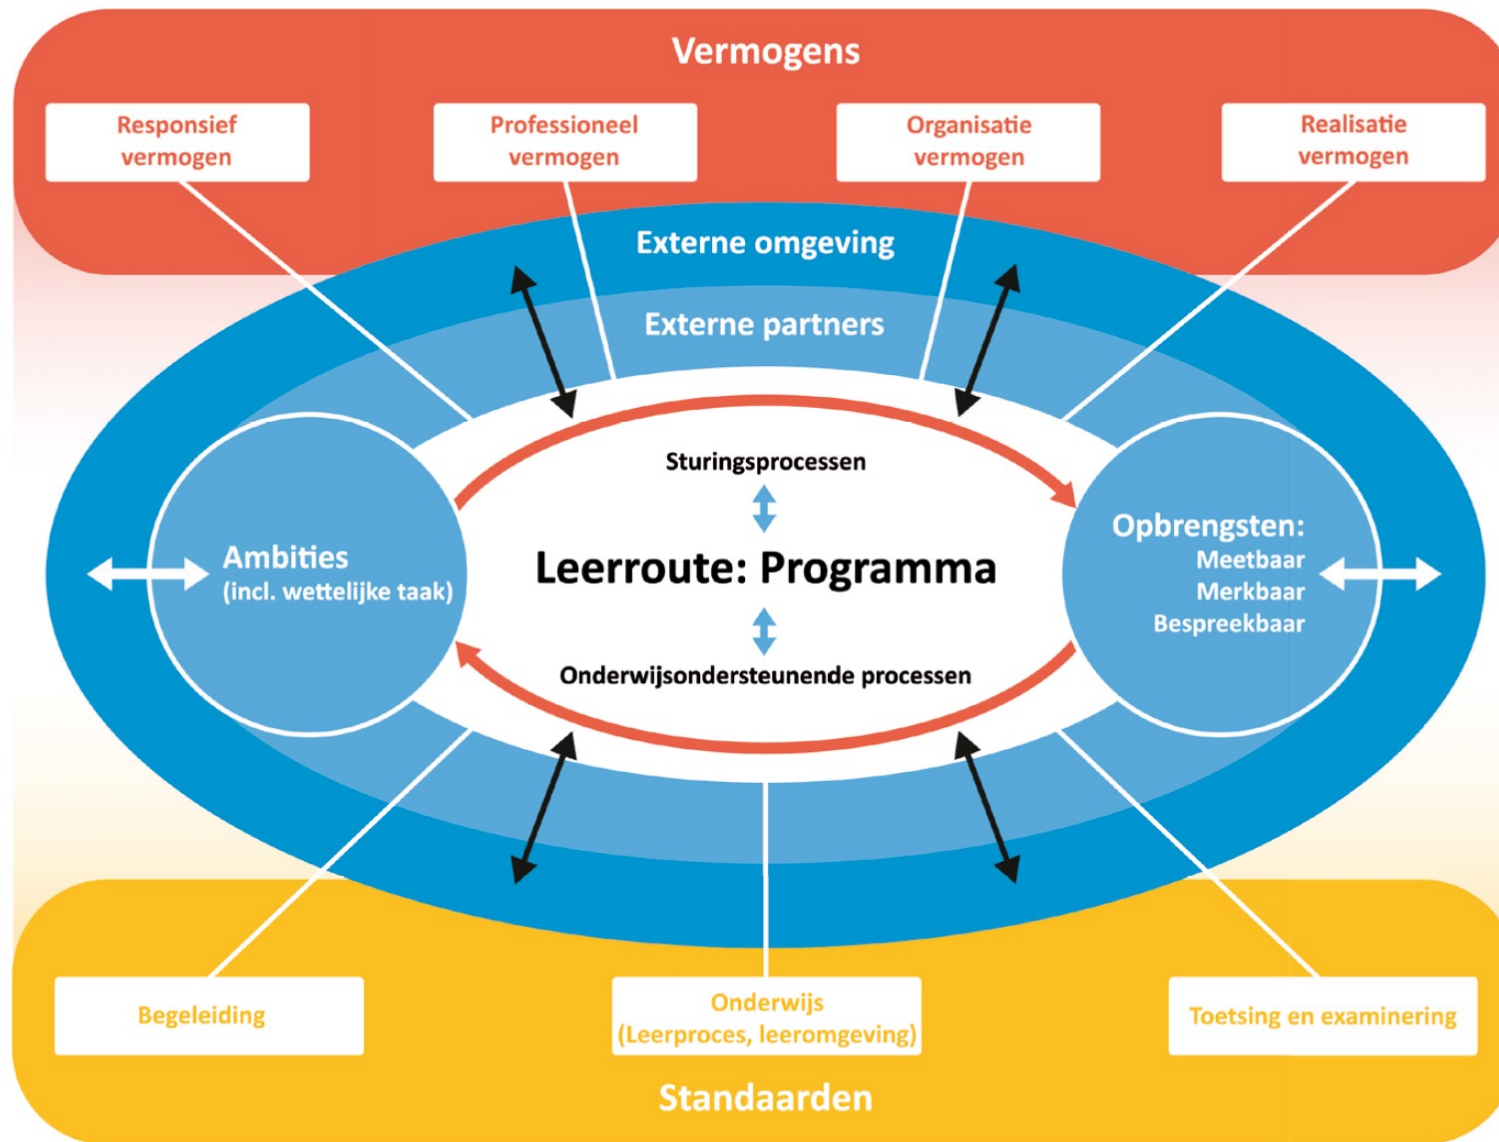 Vermogens
Responsief
vermogen
Professioneel
vermogen
Organisatie
vermogen
Realisatie
vermogen
Externe omgeving
Externe partners
Sturingsprocessen
Ambities
(incl. wettelijke taak)
Leerroute: Programma
Opbrengsten:
Meetbaar
Merkbaar
Bespreekbaar
Onderwijsondersteunende processen
Begeleiding
Onderwijs
(Leerproces, leeromgeving)
Toetsing en examinering
Standaarden